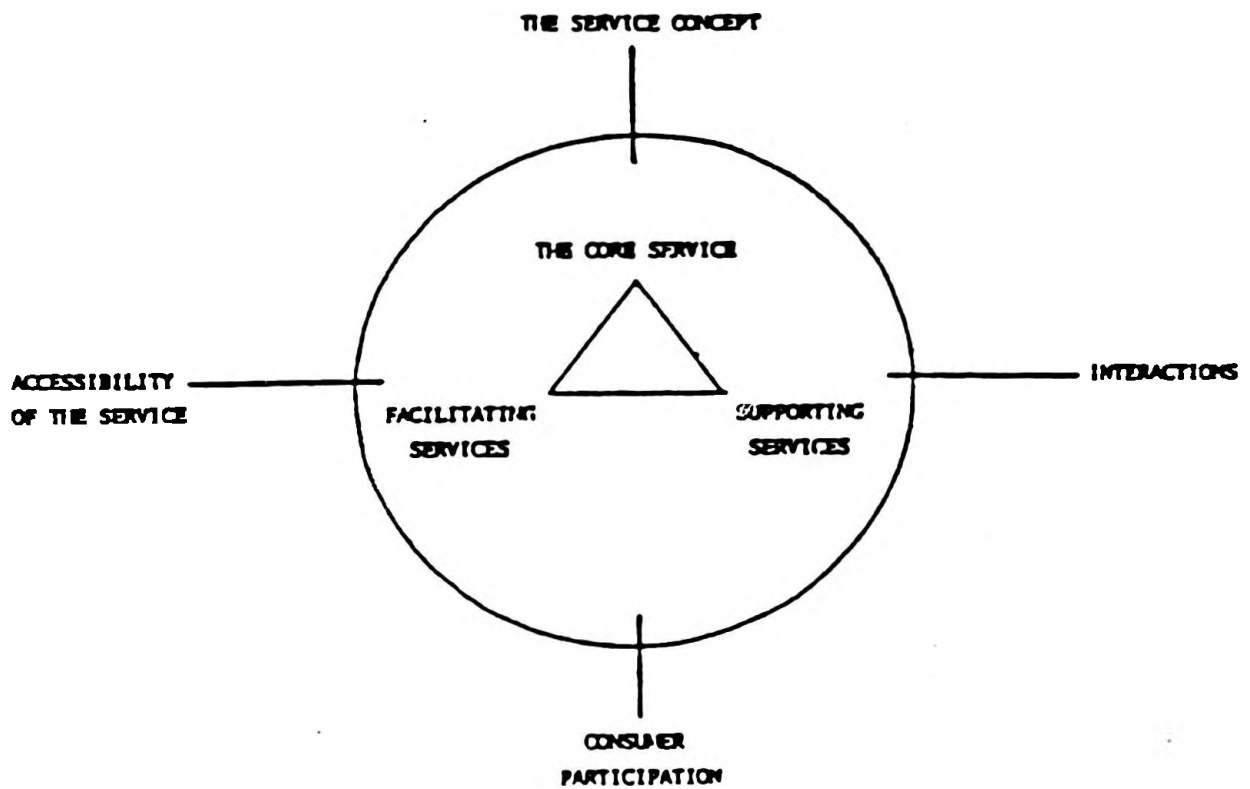 THE SERVICE CONCEPT
THE CORE SERVICE
ACCESSIBILITY
OF THE SERVICE
INTERACTIONS
FACILITATING
SERVICES
SUPPORTING
SERVICES
CONSUMER
PARTICIPATION